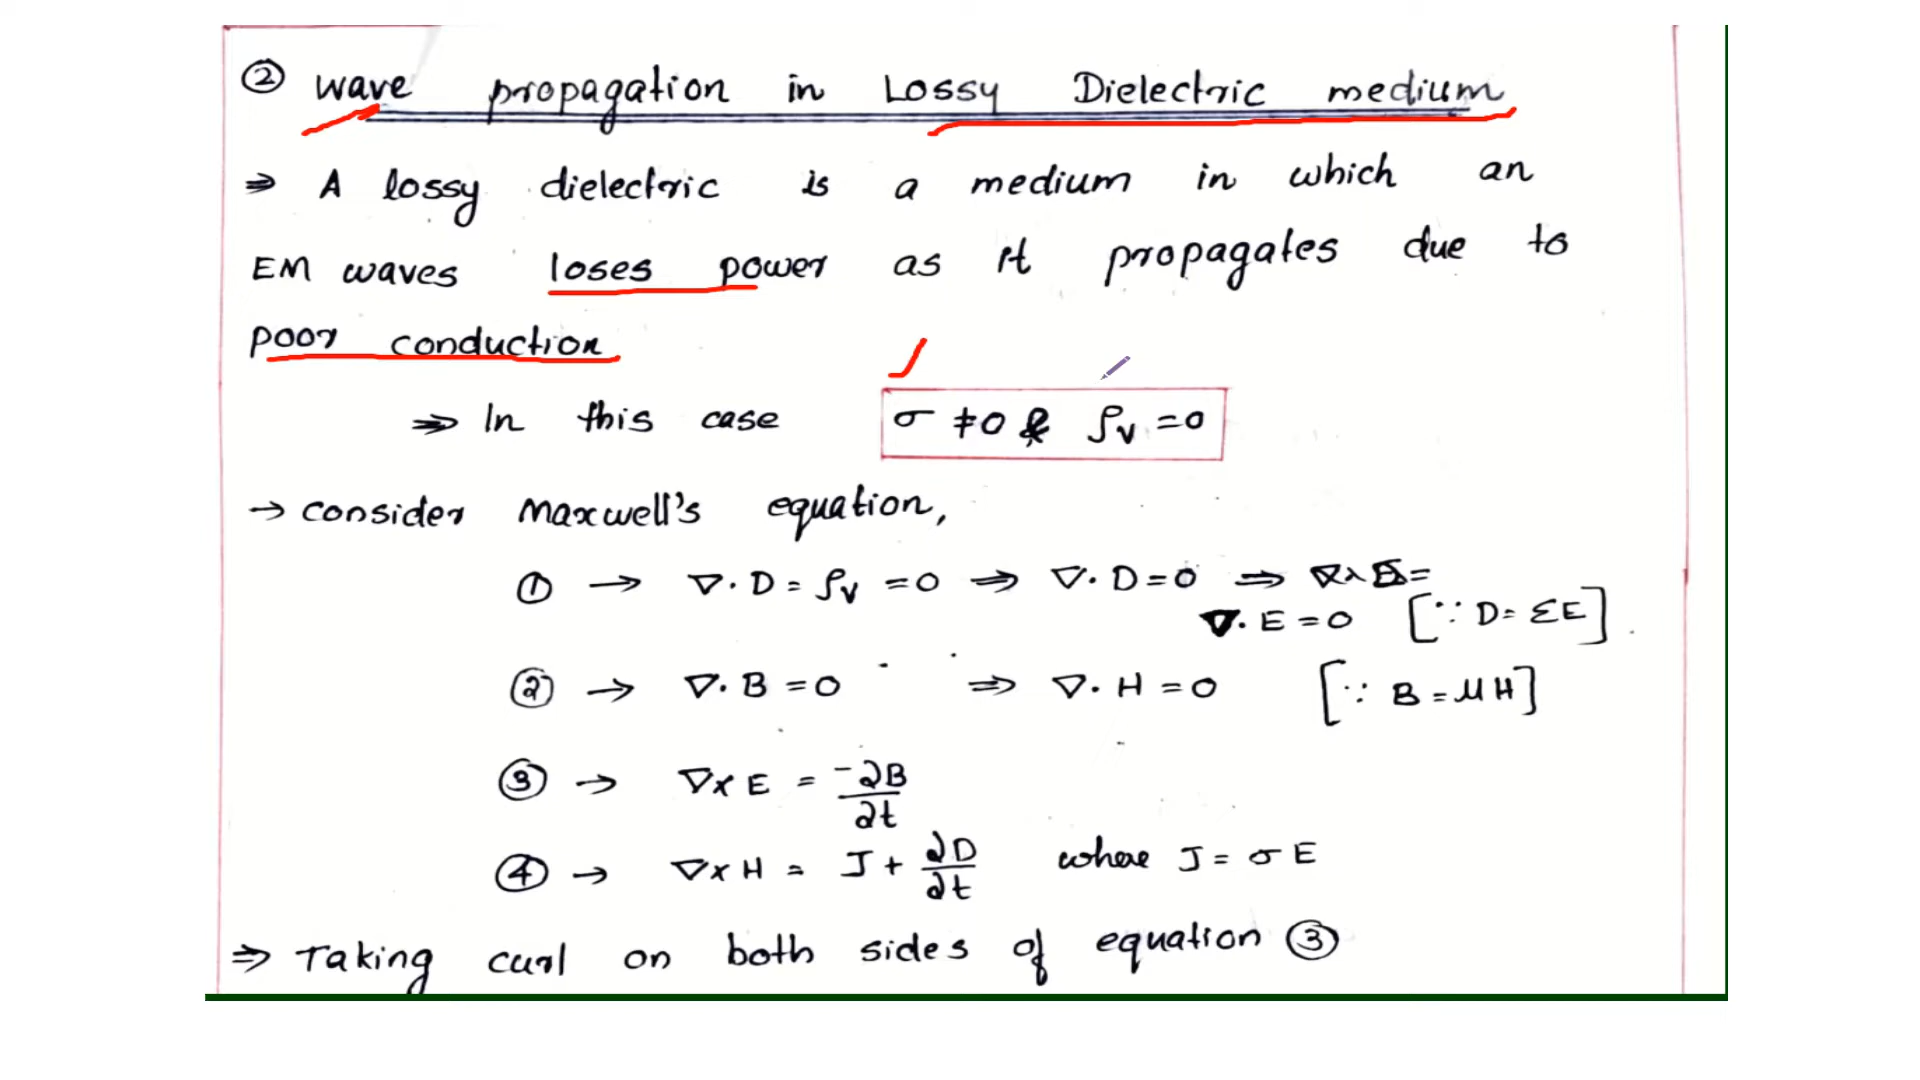 ② Wave propagation in Lossy Dielectric medium
⇒ A lossy dielectric is a medium in which an
EM waves loses power as it propagates due to
poor conduction
⇒ In this case σ ≠ 0 & ρv = 0
→ consider Maxwell's equation,
① → ∇. D = ρv = 0 ⇒ ∇. D = 0 ⇒
∇. E = 0 [∵ D = εE]
② → ∇. B = 0 ⇒ ∇. H = 0 [∵ B = μH]
③ → ∇x E = -∂B/∂t
④ → ∇x H = J + ∂D/∂t where J = σE
⇒ Taking curl on both sides of equation ③